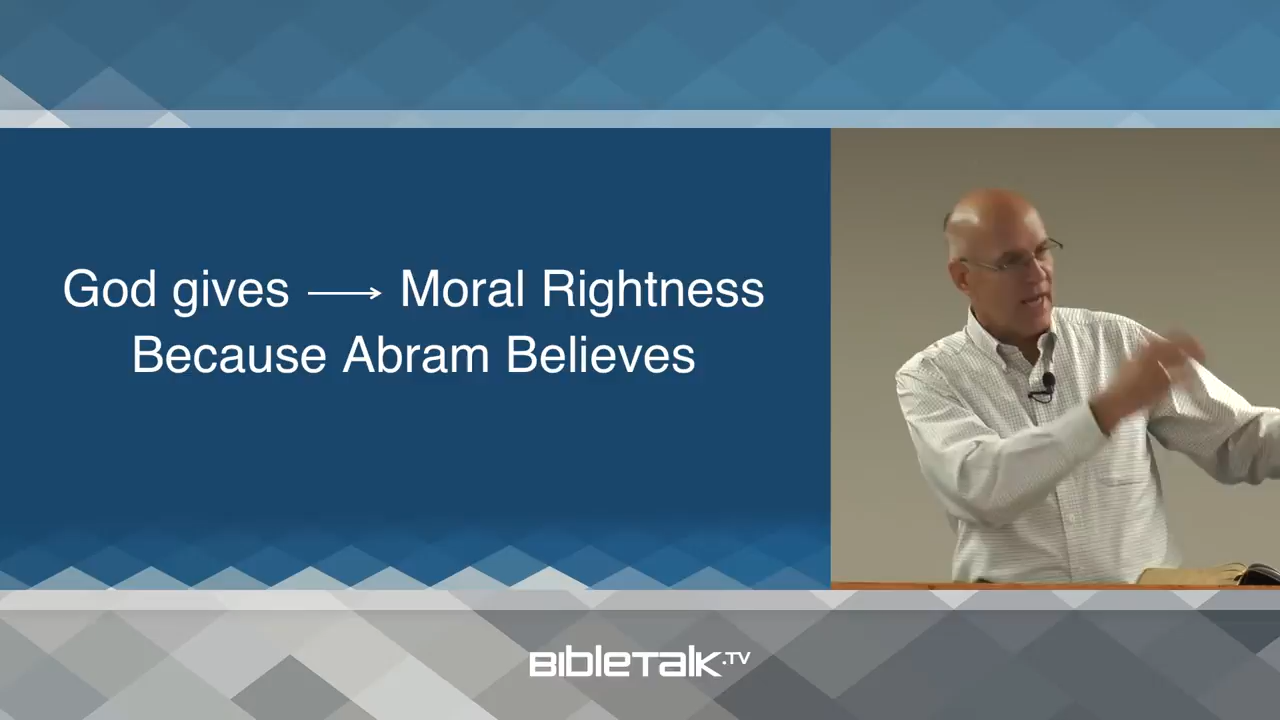 God gives → Moral Rightness
Because Abram Believes
BibleTalk.TV